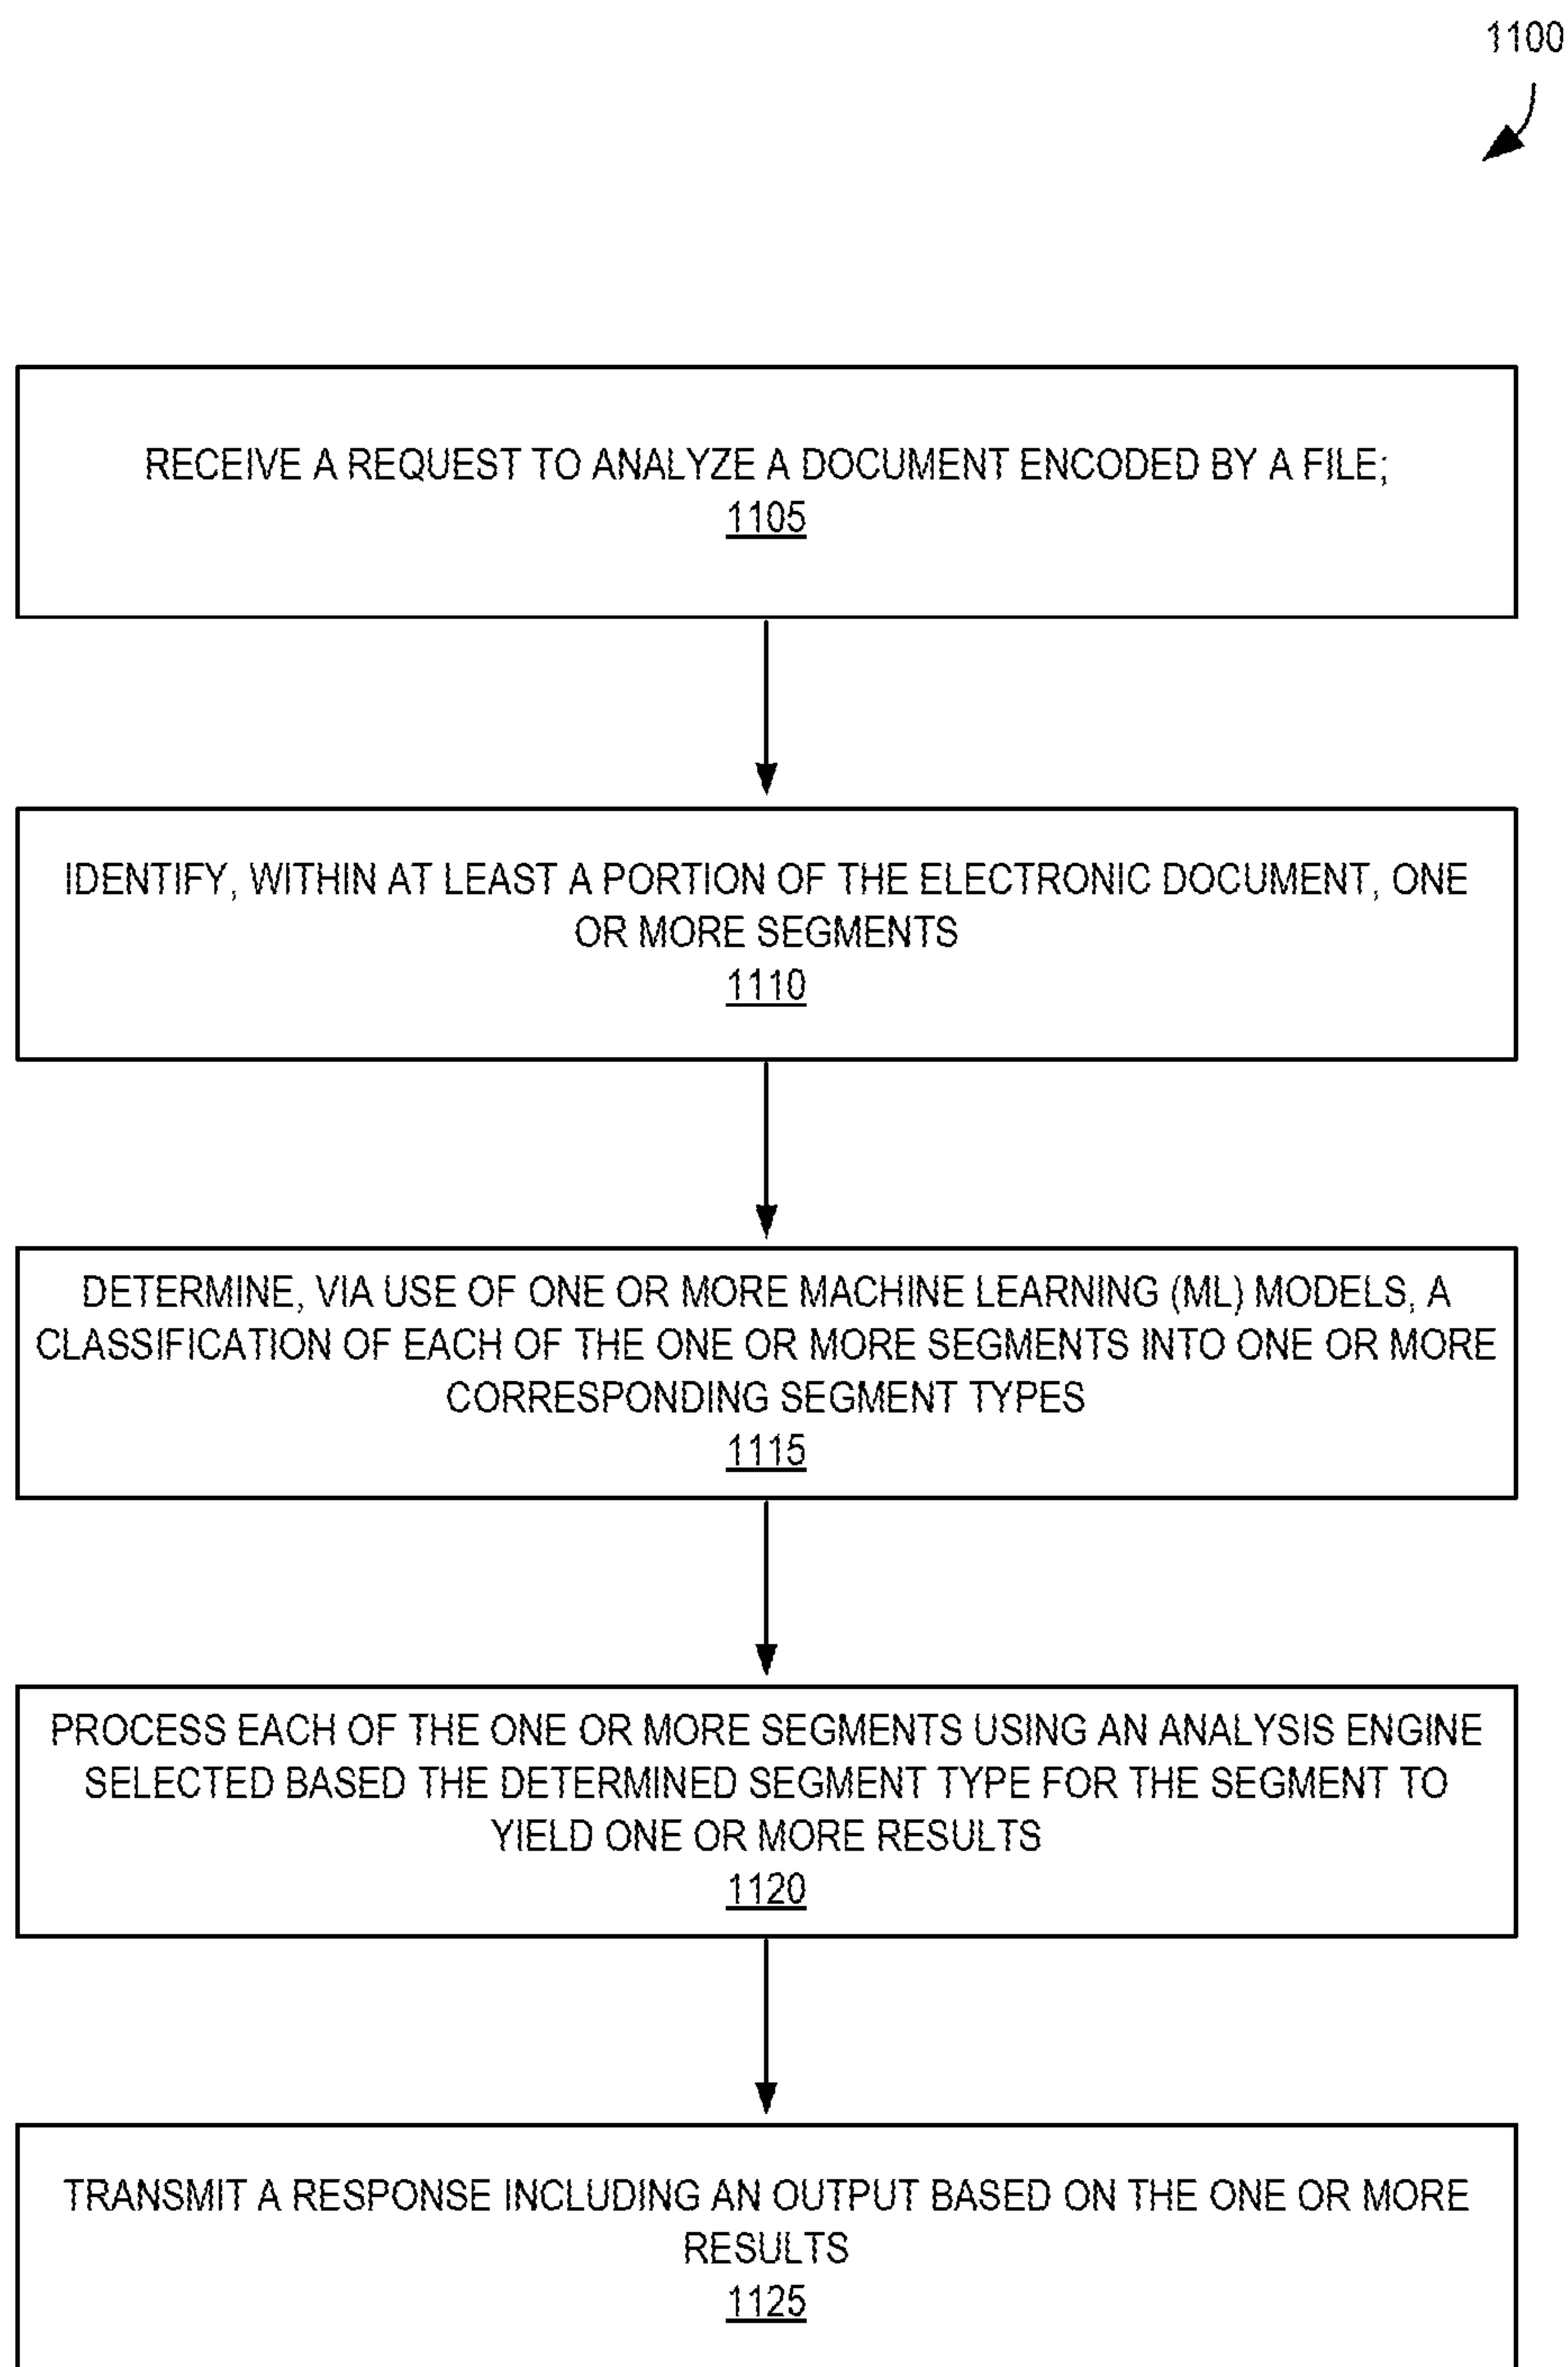 1100
RECEIVE A REQUEST TO ANALYZE A DOCUMENT ENCODED BY A FILE;
1105
IDENTIFY, WITHIN AT LEAST A PORTION OF THE ELECTRONIC DOCUMENT, ONE
OR MORE SEGMENTS
1110
DETERMINE, VIA USE OF ONE OR MORE MACHINE LEARNING (ML) MODELS, A
CLASSIFICATION OF EACH OF THE ONE OR MORE SEGMENTS INTO ONE OR MORE
CORRESPONDING SEGMENT TYPES
1115
PROCESS EACH OF THE ONE OR MORE SEGMENTS USING AN ANALYSIS ENGINE
SELECTED BASED THE DETERMINED SEGMENT TYPE FOR THE SEGMENT TO
YIELD ONE OR MORE RESULTS
1120
TRANSMIT A RESPONSE INCLUDING AN OUTPUT BASED ON THE ONE OR MORE
RESULTS
1125